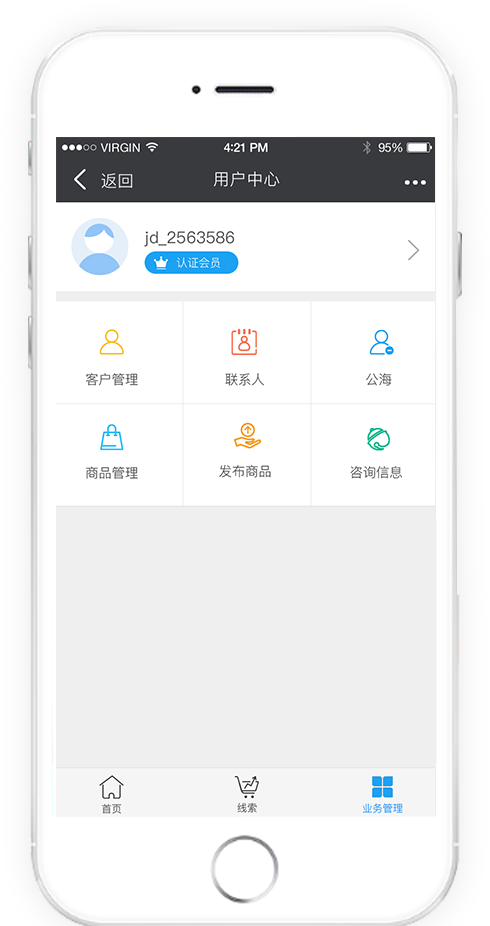 VIRGIN 4:21 PM 95%
返回 用户中心
jd_2563586
认证会员
客户管理 联系人 公海
商品管理 发布商品 咨询信息
首页 线索 业务管理